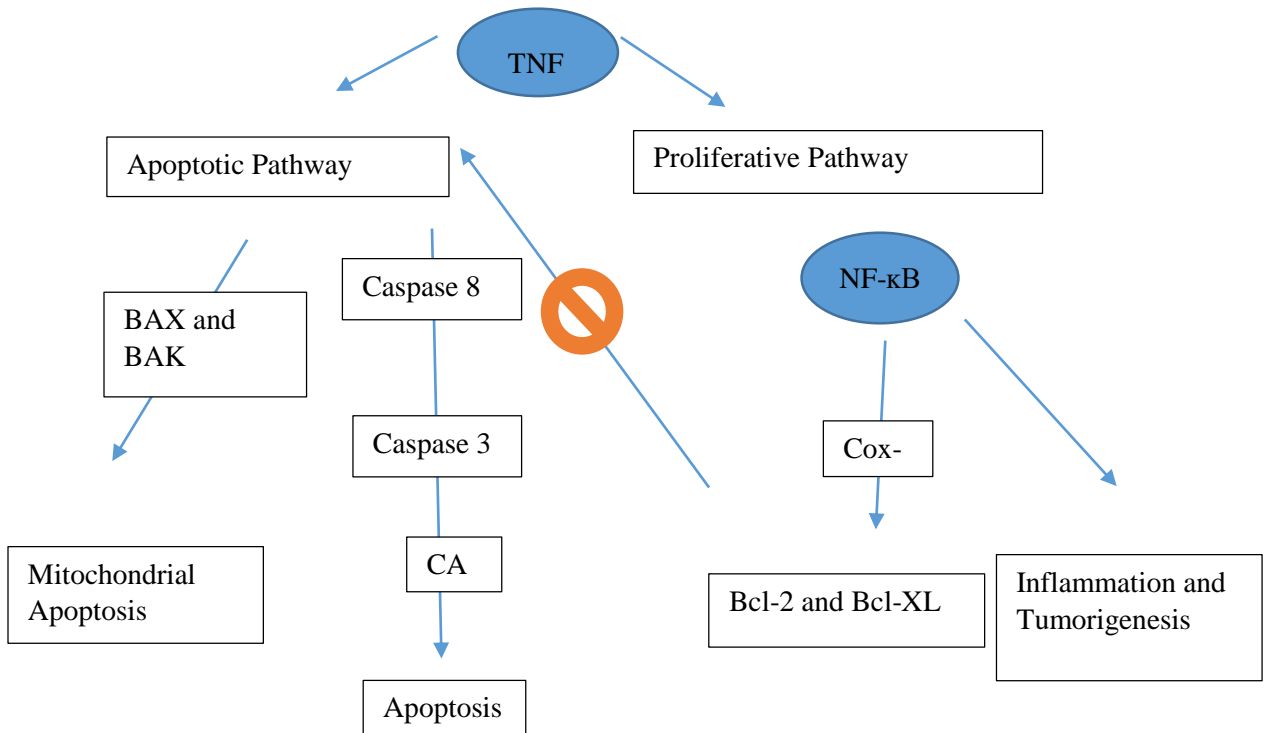 TNF
Apoptotic Pathway
Proliferative Pathway
BAX and
BAK
Caspase 8
NF-κB
Caspase 3
Cox-
CA
Mitochondrial
Apoptosis
Bcl-2 and Bcl-XL
Inflammation and
Tumorigenesis
Apoptosis